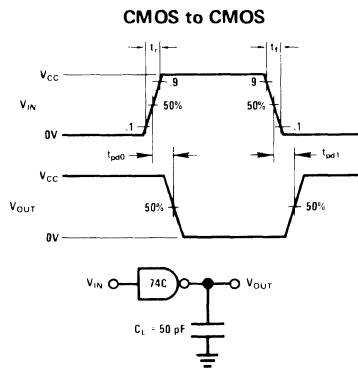 CMOS to CMOS
tr tf
VCC
.9 .9
VIN 50% 50%
.1 .1
0V
tpd0 tpd1
VCC
VOUT 50% 50%
0V
VIN 74C VOUT
CL = 50 pF